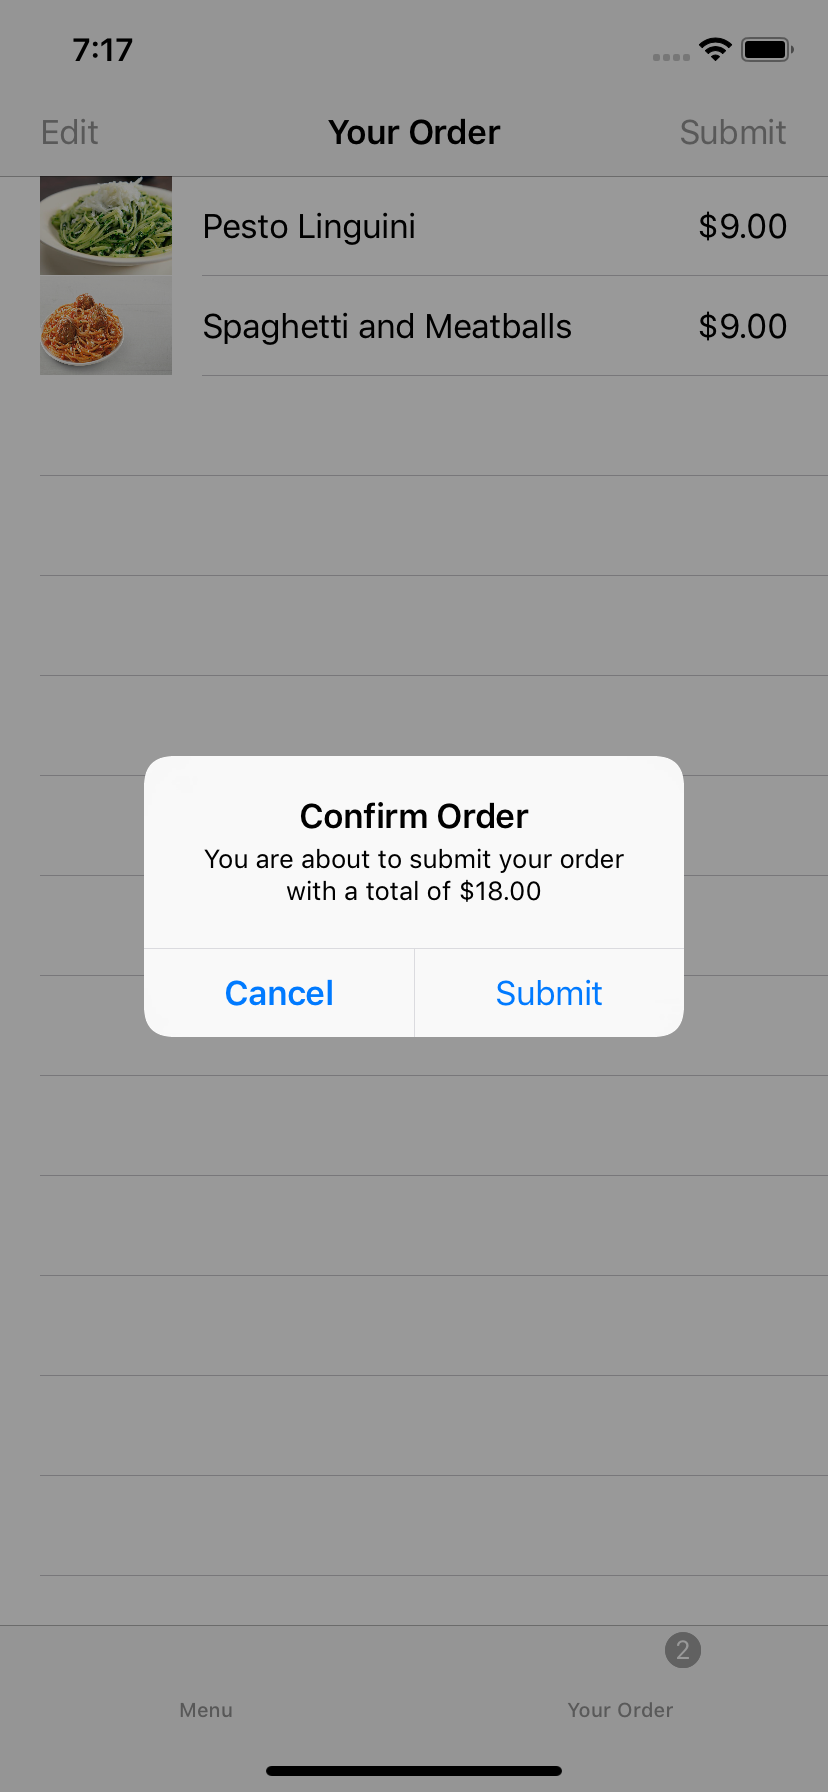 7:17
Edit
Your Order
Submit
Pesto Linguini
$9.00
Spaghetti and Meatballs
$9.00
Confirm Order
You are about to submit your order
with a total of $18.00
Cancel
Submit
2
Menu
Your Order